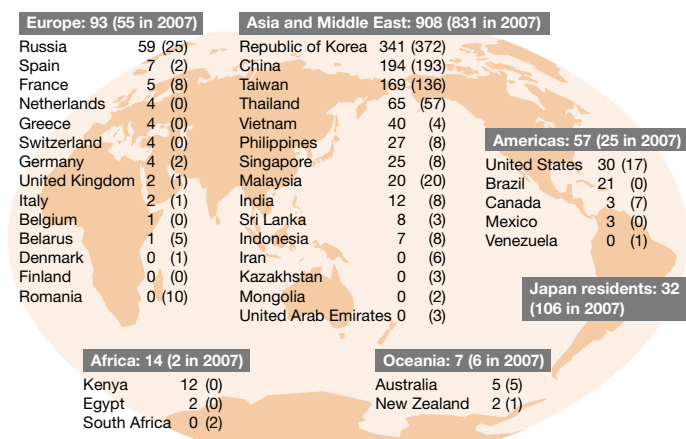 Europe: 93 (55 in 2007)
Russia 59 (25)
Spain 7 (2)
France 5 (8)
Netherlands 4 (0)
Greece 4 (0)
Switzerland 4 (0)
Germany 4 (2)
United Kingdom 2 (1)
Italy 2 (1)
Belgium 1 (0)
Belarus 1 (5)
Denmark 0 (1)
Finland 0 (0)
Romania 0 (10)
Asia and Middle East: 908 (831 in 2007)
Republic of Korea 341 (372)
China 194 (193)
Taiwan 169 (136)
Thailand 65 (57)
Vietnam 40 (4)
Philippines 27 (8)
Singapore 25 (8)
Malaysia 20 (20)
India 12 (8)
Sri Lanka 8 (3)
Indonesia 7 (8)
Iran 0 (6)
Kazakhstan 0 (3)
Mongolia 0 (2)
United Arab Emirates 0 (3)
Americas: 57 (25 in 2007)
United States 30 (17)
Brazil 21 (0)
Canada 3 (7)
Mexico 3 (0)
Venezuela 0 (1)
Japan residents: 32
(106 in 2007)
Africa: 14 (2 in 2007)
Kenya 12 (0)
Egypt 2 (0)
South Africa 0 (2)
Oceania: 7 (6 in 2007)
Australia 5 (5)
New Zealand 2 (1)